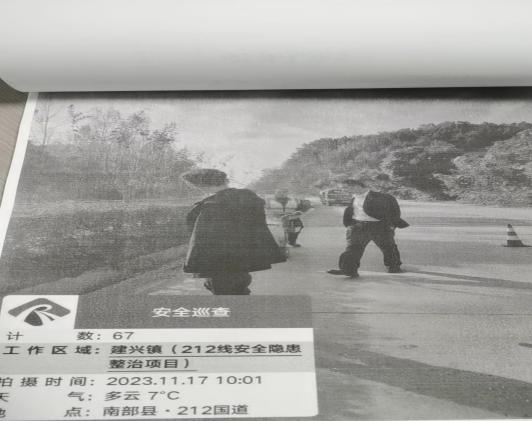 安全巡查
计 数：67
工作区域：建兴镇（212线安全隐患
整治项目）
拍摄时间：2023.11.17 10:01
天 气：多云 7°C
地 点：南部县·212国道